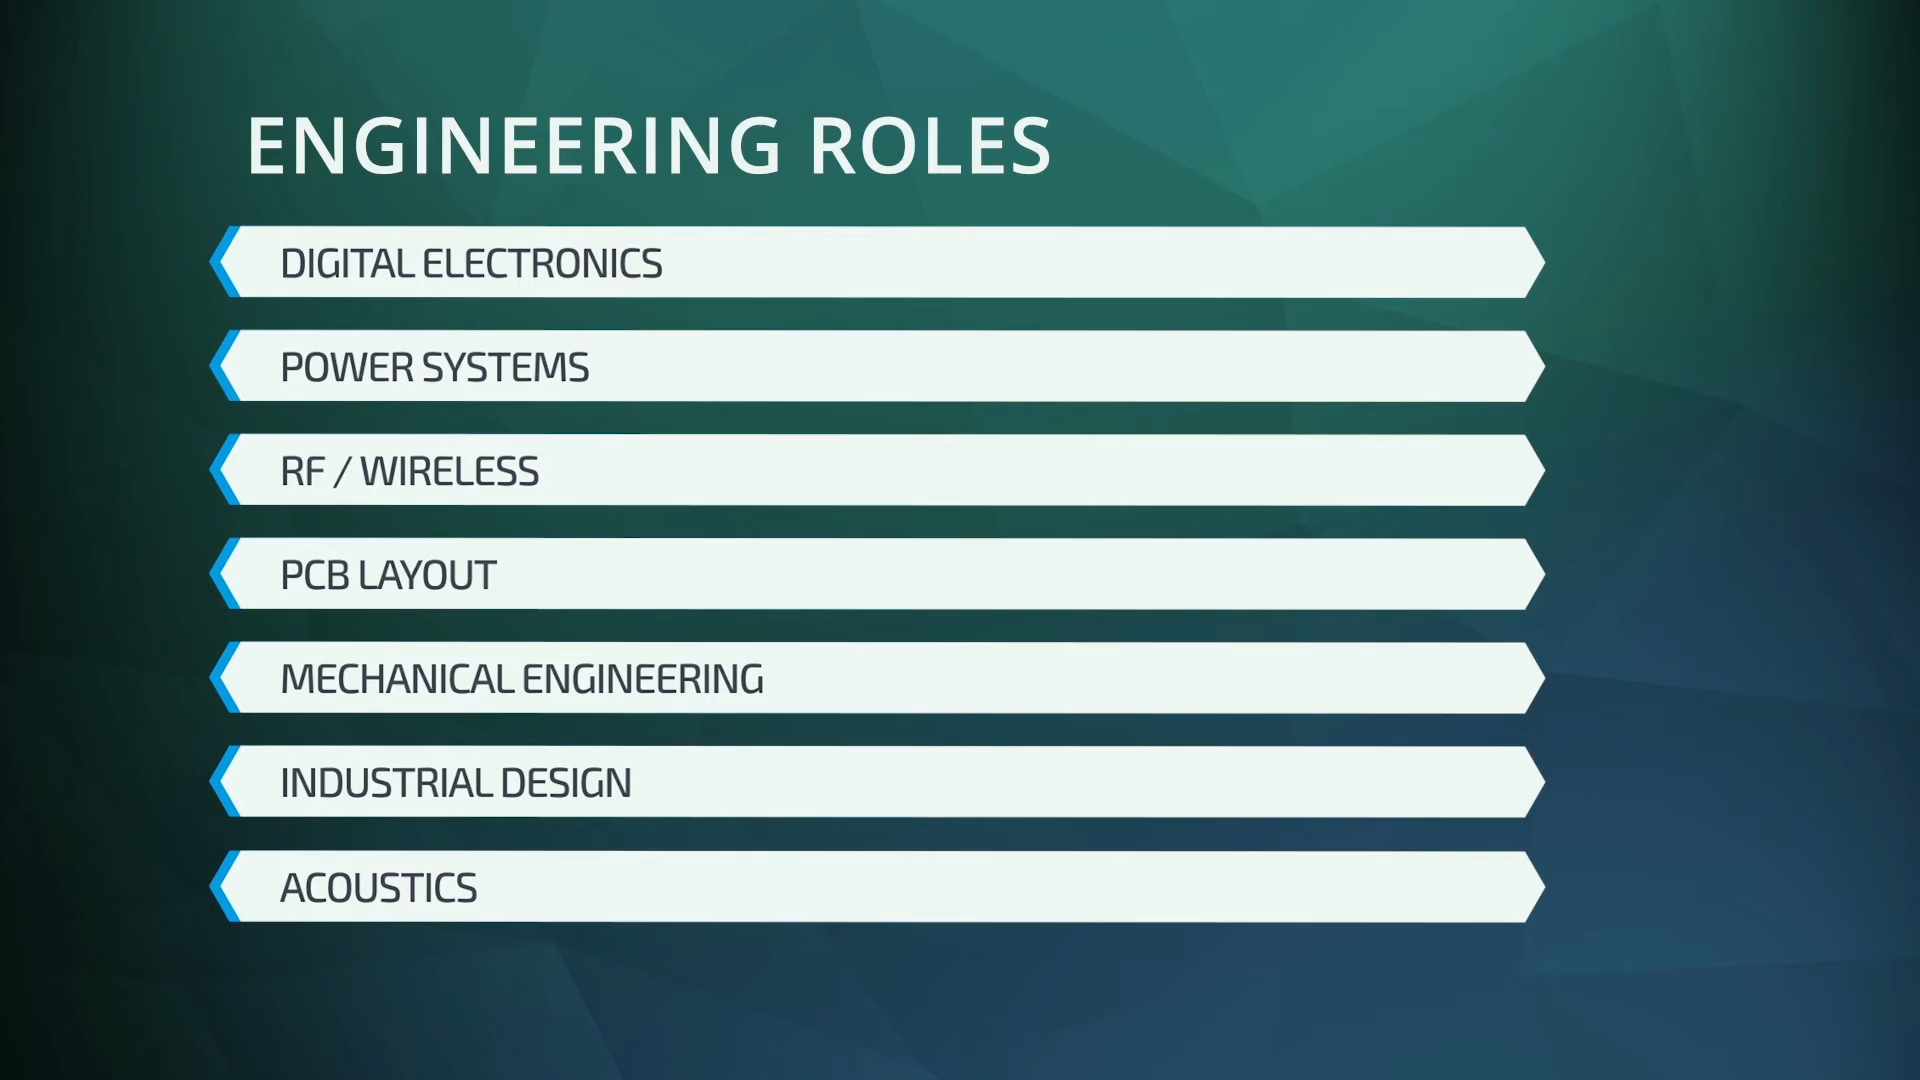 ENGINEERING ROLES
DIGITAL ELECTRONICS
POWER SYSTEMS
RF / WIRELESS
PCB LAYOUT
MECHANICAL ENGINEERING
INDUSTRIAL DESIGN
ACOUSTICS